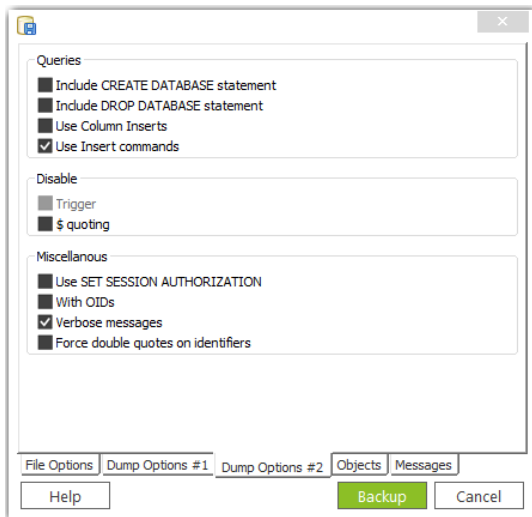 Queries
Include CREATE DATABASE statement
Include DROP DATABASE statement
Use Column Inserts
Use Insert commands
Disable
Trigger
$ quoting
Miscellanous
Use SET SESSION AUTHORIZATION
With OIDs
Verbose messages
Force double quotes on identifiers
File Options Dump Options #1 Dump Options #2 Objects Messages
Help Backup Cancel